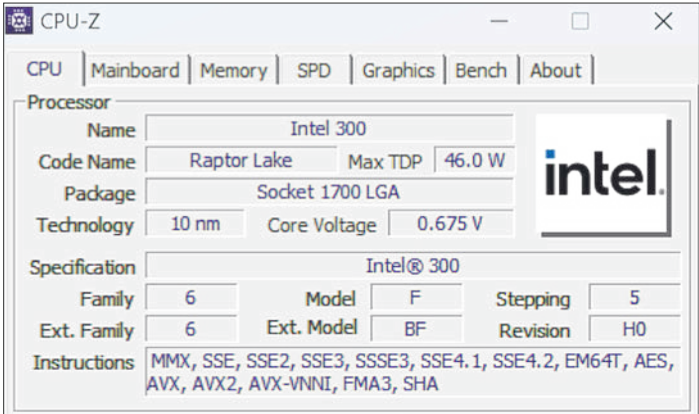 CPU-Z
CPU Mainboard Memory SPD Graphics Bench About
Processor
Name Intel 300
Code Name Raptor Lake Max TDP 46.0 W
Package Socket 1700 LGA
Technology 10 nm Core Voltage 0.675 V
intel.
Specification Intel® 300
Family 6 Model F Stepping 5
Ext. Family 6 Ext. Model BF Revision H0
Instructions MMX, SSE, SSE2, SSE3, SSSE3, SSE4.1, SSE4.2, EM64T, AES,
AVX, AVX2, AVX-VNNI, FMA3, SHA